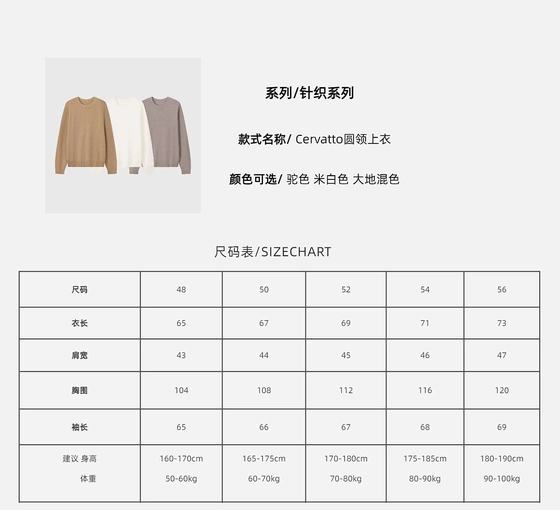 系列/针织系列
款式名称/ Cervatto圆领上衣
颜色可选/ 驼色 米白色 大地混色
尺码表/SIZECHART
尺码 48 50 52 54 56
衣长 65 67 69 71 73
肩宽 43 44 45 46 47
胸围 104 108 112 116 120
袖长 65 66 67 68 69
建议 身高 160-170cm 165-175cm 170-180cm 175-185cm 180-190cm
体重 50-60kg 60-70kg 70-80kg 80-90kg 90-100kg